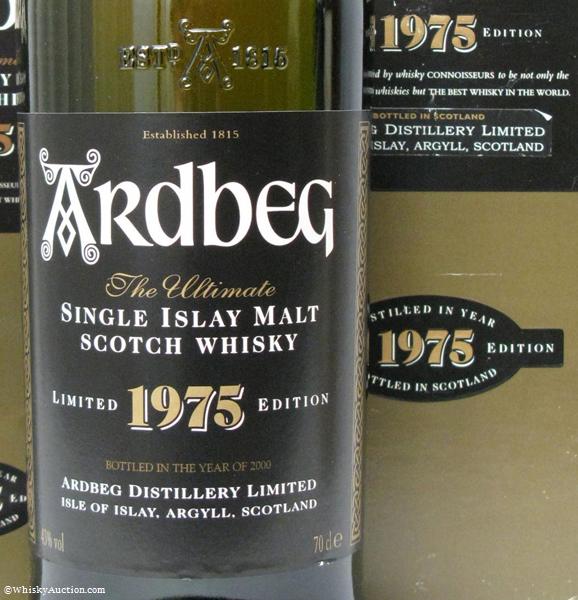 ESTD A 1815
Established 1815
ARdbeg
The Ultimate
SINGLE ISLAY MALT
SCOTCH WHISKY
LIMITED 1975 EDITION
BOTTLED IN THE YEAR OF 2000
ARDBEG DISTILLERY LIMITED
ISLE OF ISLAY, ARGYLL, SCOTLAND
43% vol 70 cl e
1975 EDITION
by whisky CONNOISSEURS to be not only the
whiskies but THE BEST WHISKY IN THE WORLD.
BOTTLED IN SCOTLAND
DISTILLERY LIMITED
ISLAY, ARGYLL, SCOTLAND
DISTILLED IN YEAR
1975 EDITION
BOTTLED IN SCOTLAND
©WhiskyAuction.com